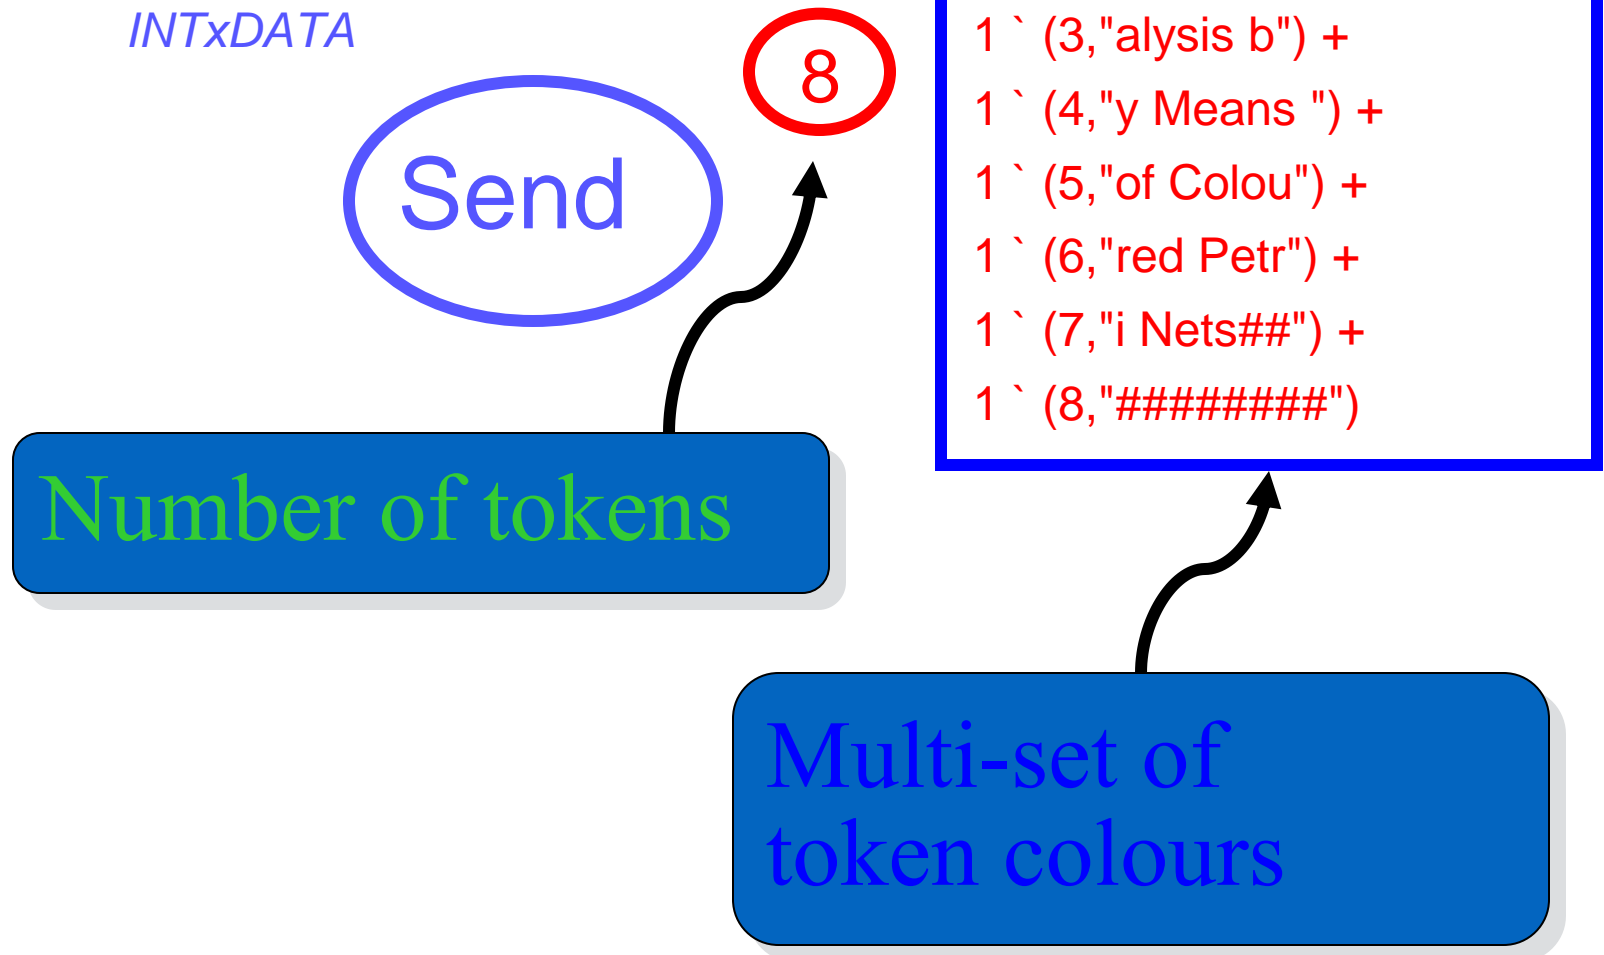 INTxDATA
8
Send
1 ` (3,"alysis b") +
1 ` (4,"y Means ") +
1 ` (5,"of Colou") +
1 ` (6,"red Petr") +
1 ` (7,"i Nets##") +
1 ` (8,"########")
Number of tokens
Multi-set of
token colours